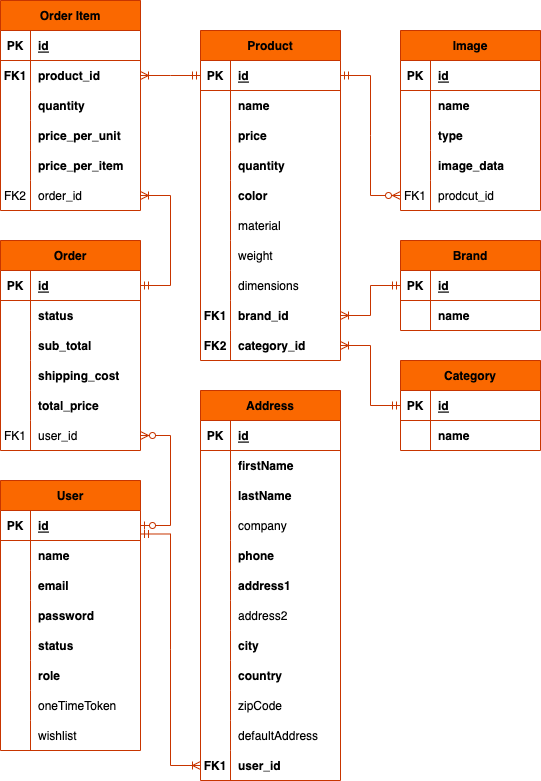 Order Item
PK id
FK1 product_id
quantity
price_per_unit
price_per_item
FK2 order_id
Product
PK id
name
price
quantity
color
material
weight
dimensions
FK1 brand_id
FK2 category_id
Image
PK id
name
type
image_data
FK1 prodcut_id
Order
PK id
status
sub_total
shipping_cost
total_price
FK1 user_id
Brand
PK id
name
Category
PK id
name
Address
PK id
firstName
lastName
company
phone
address1
address2
city
country
zipCode
defaultAddress
FK1 user_id
User
PK id
name
email
password
status
role
oneTimeToken
wishlist